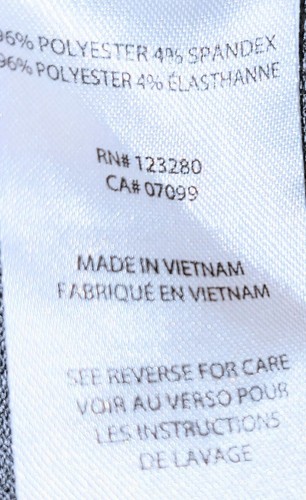 96% POLYESTER 4% SPANDEX
96% POLYESTER 4% ÉLASTHANNE
RN# 123280
CA# 07099
MADE IN VIETNAM
FABRIQUÉ EN VIETNAM
SEE REVERSE FOR CARE
VOIR AU VERSO POUR
LES INSTRUCTIONS
DE LAVAGE